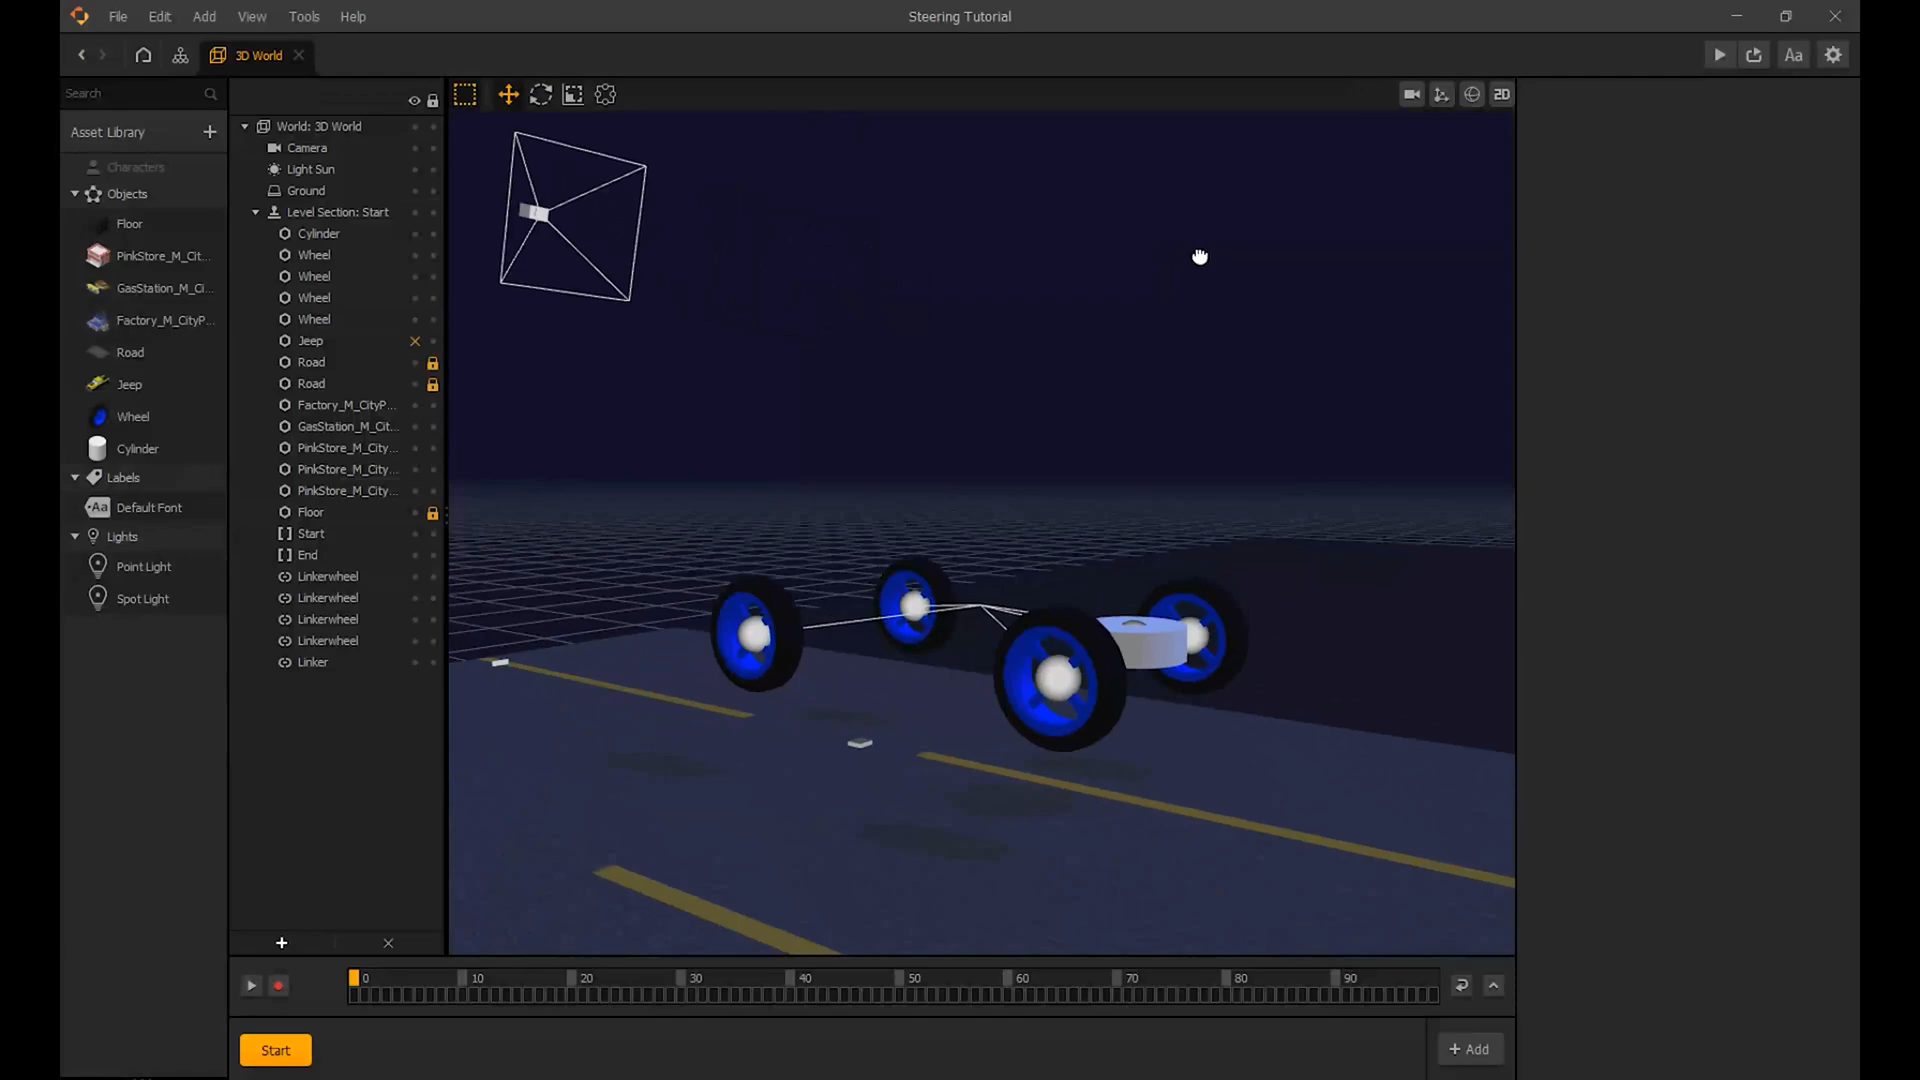 File Edit View Add Tools Help
Steering Tutorial
3D World
Aa
Search
Asset Library
Characters
Objects
Floor
PinkStore_M_Cit...
GasStation_M_Ci...
Factory_M_CityP...
Road
Jeep
Wheel
Cylinder
Labels
Aa Default Font
Lights
Point Light
Spot Light
World: 3D World
Camera
Light Sun
Ground
Level Section: Start
Cylinder
Wheel
Wheel
Wheel
Wheel
Jeep
Road
Road
Factory_M_CityP...
GasStation_M_Cit...
PinkStore_M_City...
PinkStore_M_City...
PinkStore_M_City...
Floor
Start
End
Linkerwheel
Linkerwheel
Linkerwheel
Linkerwheel
Linker
2D
0 10 20 30 40 50 60 70 80 90
Start
+ Add